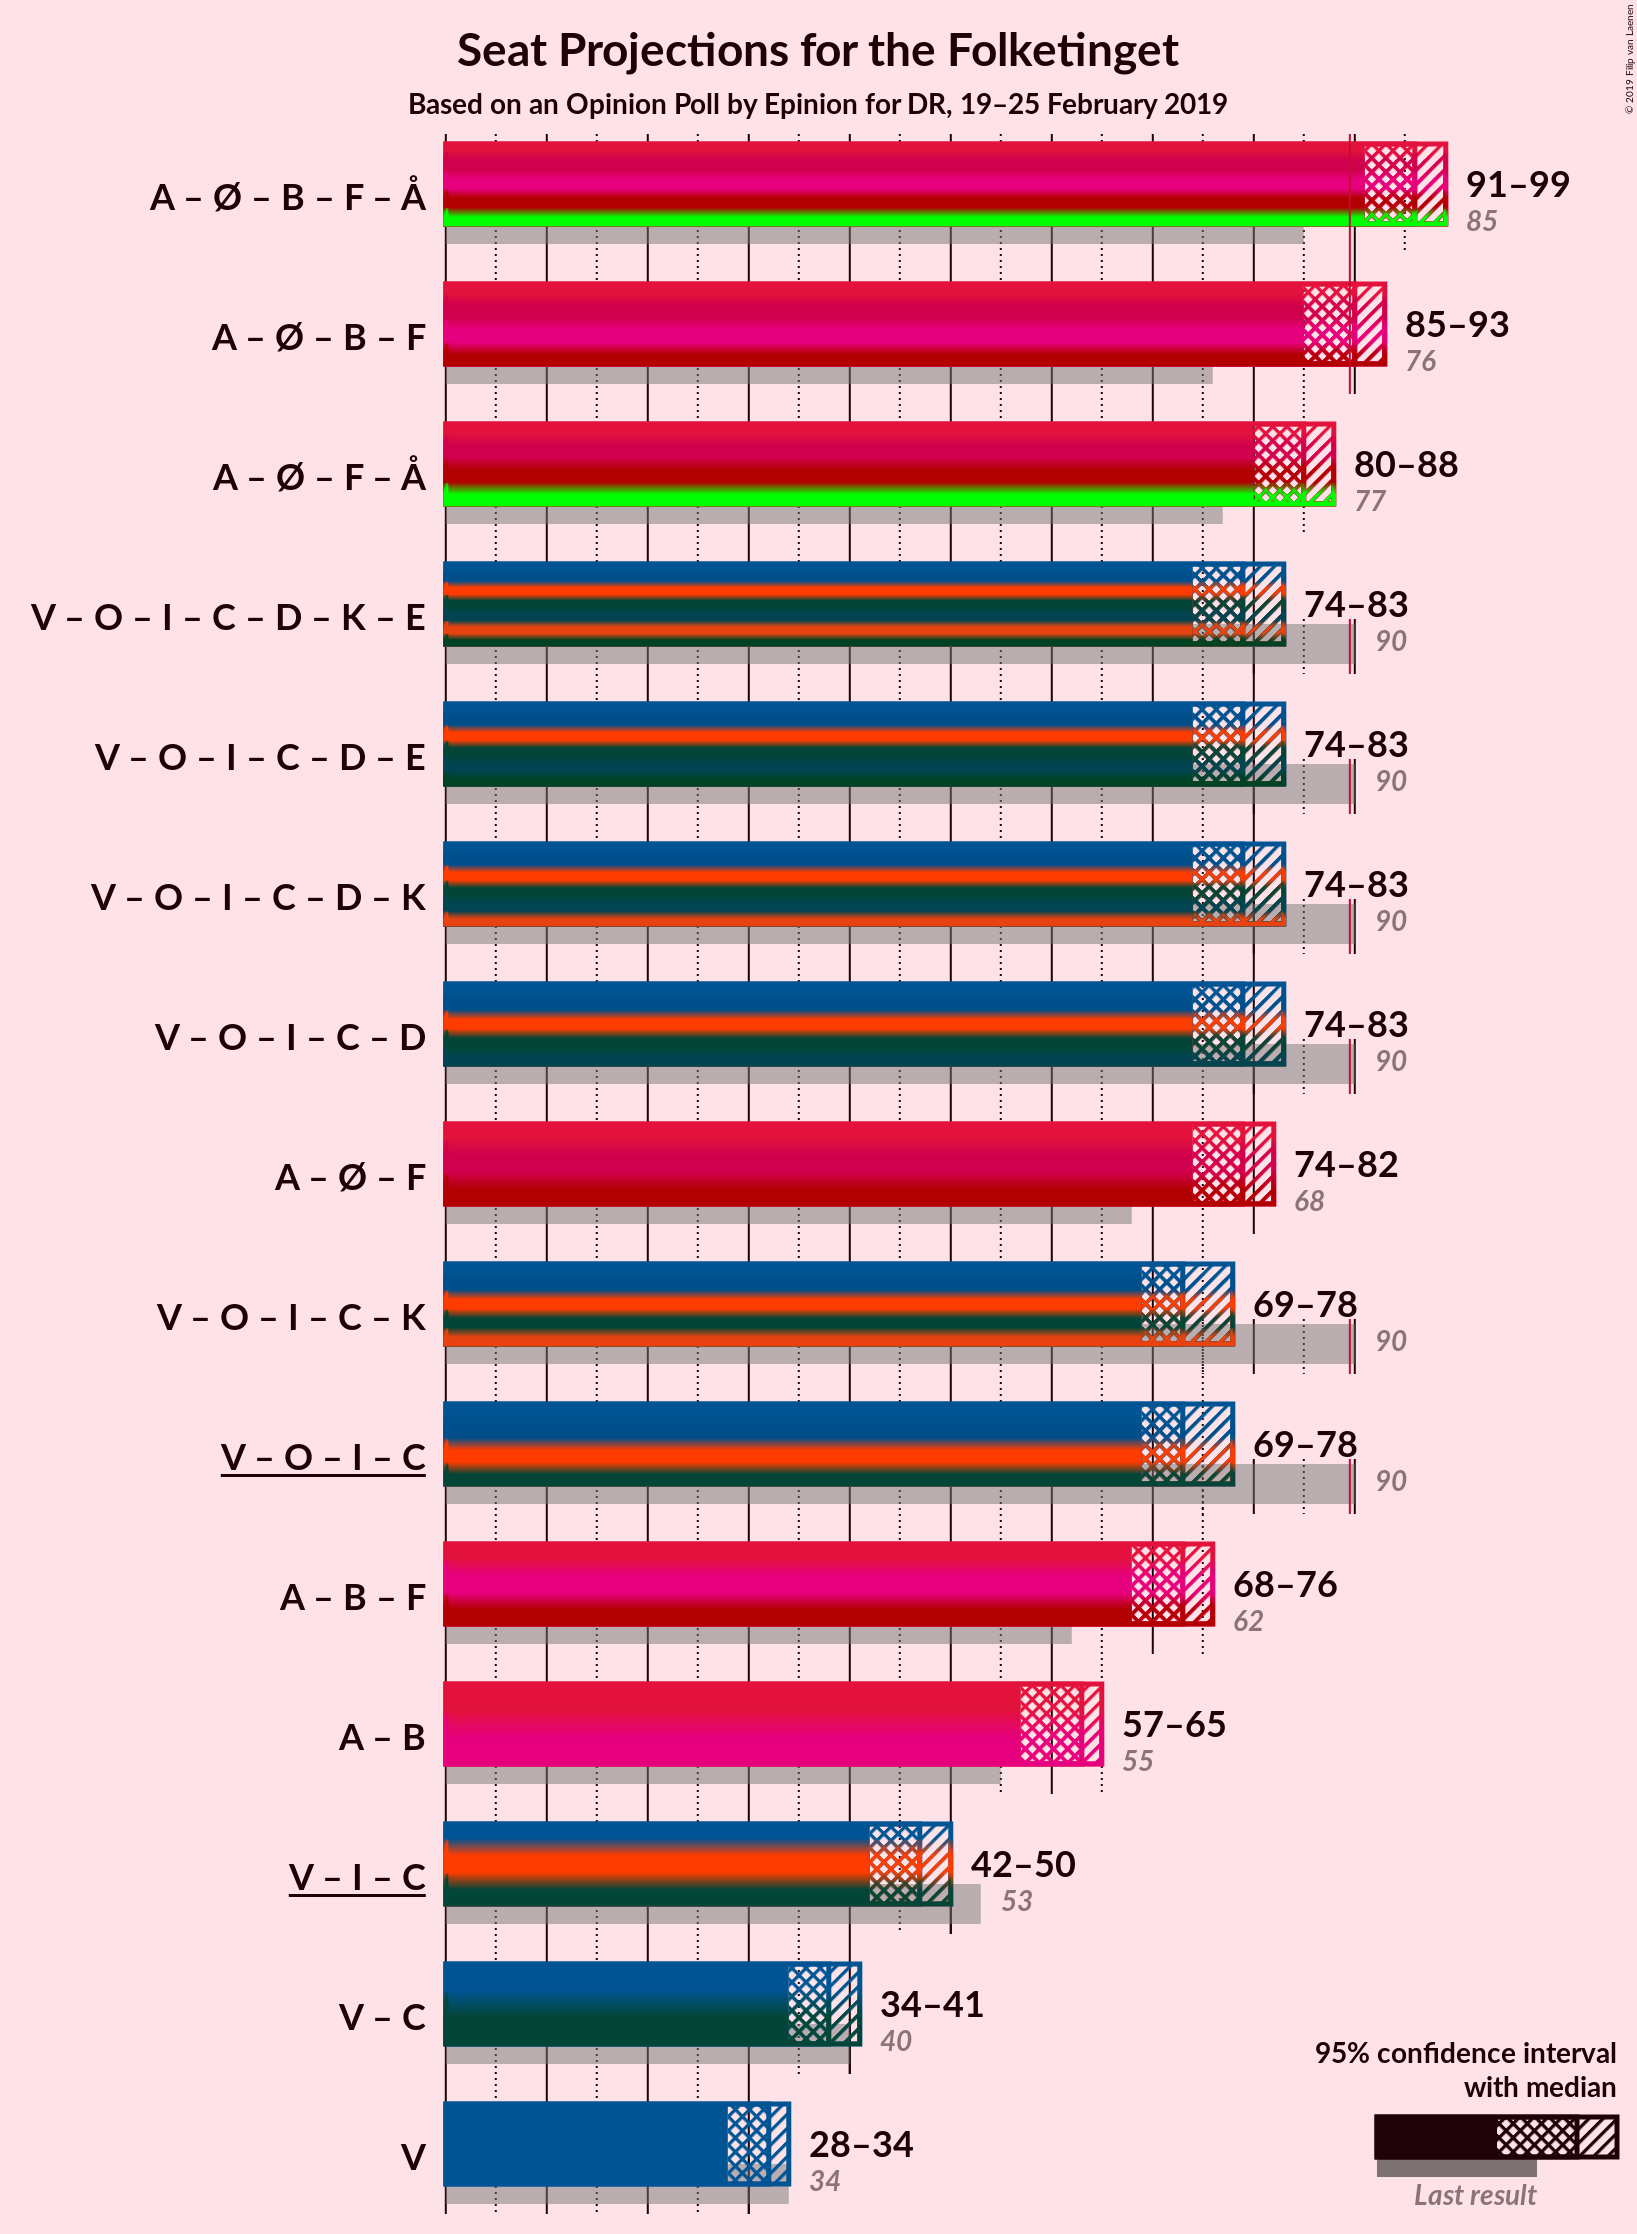 Seat Projections for the Folketinget
Based on an Opinion Poll by Epinion for DR, 19–25 February 2019
© 2019 Filip van Laenen
A – Ø – B – F – Å
91–99
85
A – Ø – B – F
85–93
76
A – Ø – F – Å
80–88
77
V – O – I – C – D – K – E
74–83
90
V – O – I – C – D – E
74–83
90
V – O – I – C – D – K
74–83
90
V – O – I – C – D
74–83
90
A – Ø – F
74–82
68
V – O – I – C – K
69–78
90
V – O – I – C
69–78
90
A – B – F
68–76
62
A – B
57–65
55
V – I – C
42–50
53
V – C
34–41
40
V
28–34
34
95% confidence interval
with median
Last result